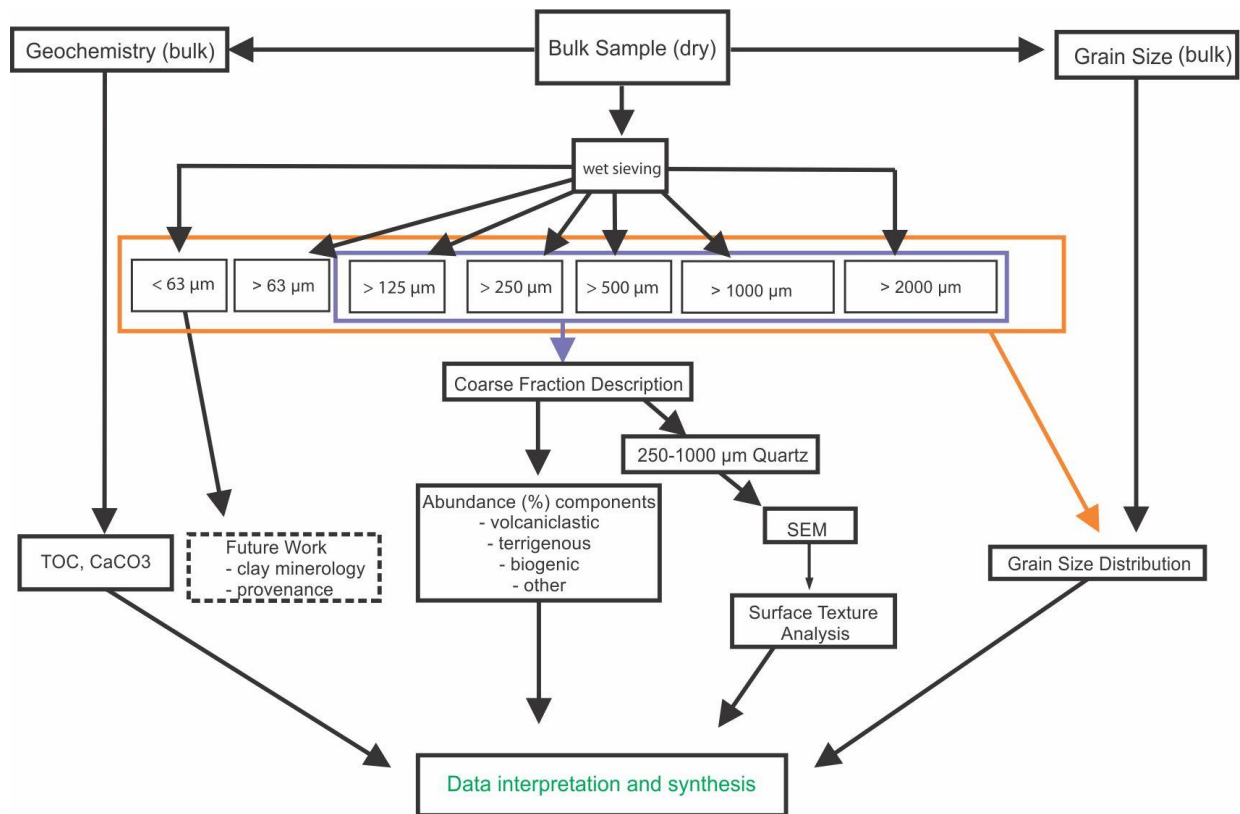 Geochemistry (bulk)
Bulk Sample (dry)
Grain Size (bulk)
wet sieving
< 63 µm
> 63 µm
> 125 µm
> 250 µm
> 500 µm
> 1000 µm
> 2000 µm
Coarse Fraction Description
250-1000 µm Quartz
Abundance (%) components
- volcaniclastic
- terrigenous
- biogenic
- other
SEM
TOC, CaCO3
Future Work
- clay minerology
- provenance
Grain Size Distribution
Surface Texture
Analysis
Data interpretation and synthesis